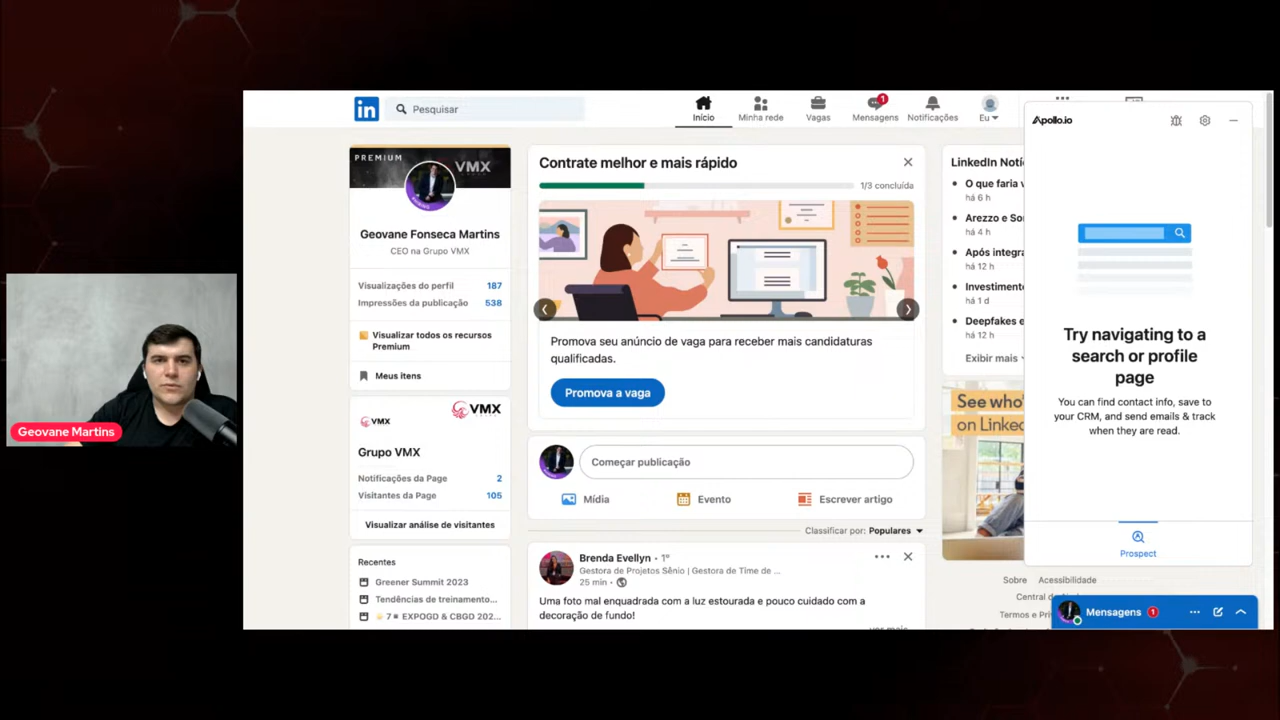 in
Pesquisar
Início
Minha rede
Vagas
1
Mensagens
Notificações
Eu
PREMIUM
VMX
Geovane Fonseca Martins
CEO na Grupo VMX
Visualizações do perfil 187
Impressões da publicação 538
Visualizar todos os recursos
Premium
Meus itens
VMX
VMX
Grupo VMX
Notificações da Page 2
Visitantes da Page 105
Visualizar análise de visitantes
Recentes
Greener Summit 2023
Tendências de treinamento...
7 EXPOGD & CBGD 202...
Contrate melhor e mais rápido
1/3 concluída
Promova seu anúncio de vaga para receber mais candidaturas
qualificadas.
Promova a vaga
Começar publicação
Mídia
Evento
Escrever artigo
Classificar por: Populares
Brenda Evellyn • 1º
Gestora de Projetos Sênio | Gestora de Time de ...
25 min •
Uma foto mal enquadrada com a luz estourada e pouco cuidado com a
decoração de fundo!
ver mais
LinkedIn Notí
O que faria v
há 6 h
Arezzo e So
há 4 h
Após integra
há 12 h
Investimento
há 1 d
Deepfakes e
há 12 h
Exibir mais
See who'
on Linke
Apollo.io
Try navigating to a
search or profile
page
You can find contact info, save to
your CRM, and send emails & track
when they are read.
Prospect
Sobre Acessibilidade
Central d
Termos e Pri
Mensagens 1
Geovane Martins